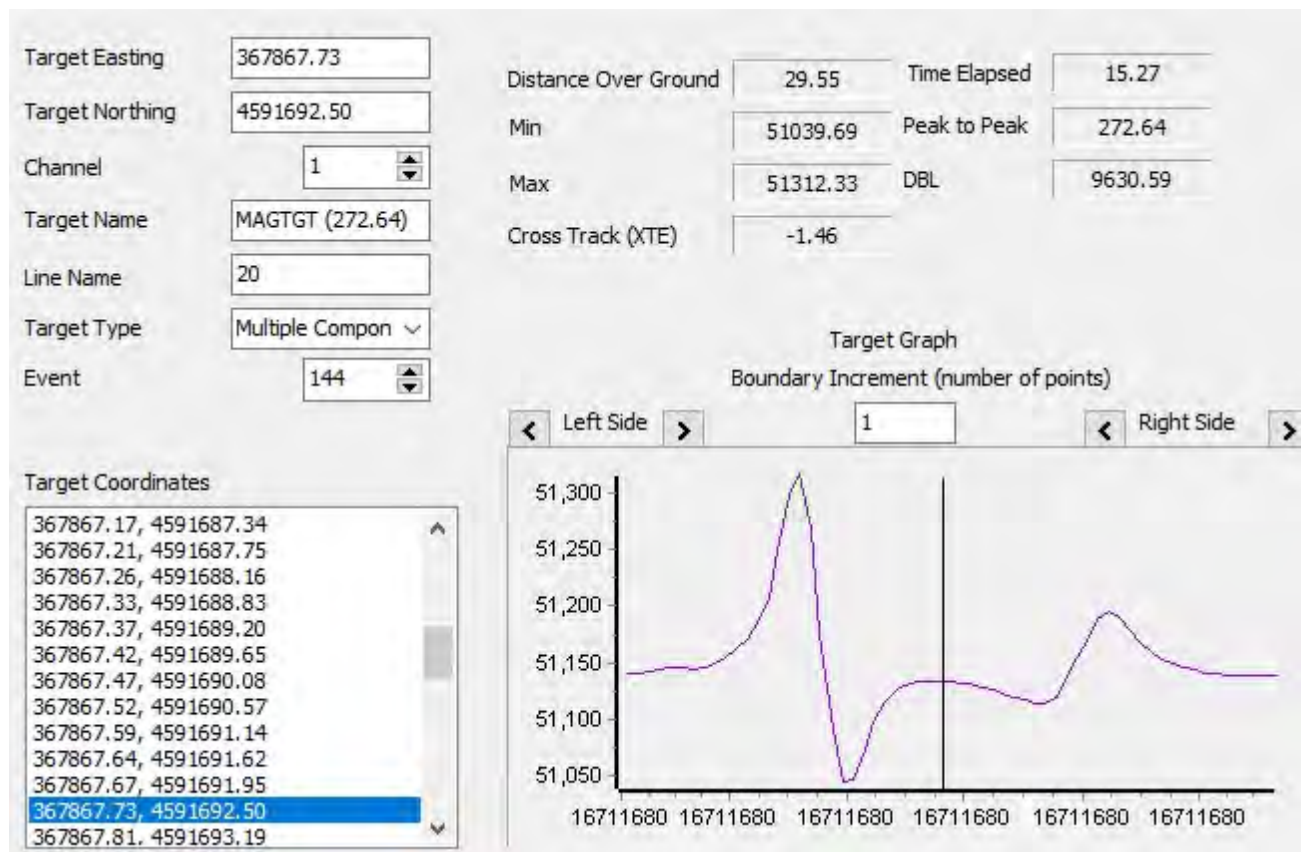 Target Easting 367867.73
Target Northing 4591692.50
Channel 1
Target Name MAGTGT (272.64)
Line Name 20
Target Type Multiple Compon
Event 144
Distance Over Ground 29.55 Time Elapsed 15.27
Min 51039.69 Peak to Peak 272.64
Max 51312.33 DBL 9630.59
Cross Track (XTE) -1.46
Target Graph
Boundary Increment (number of points)
Left Side 1 Right Side
Target Coordinates
367867.17, 4591687.34
367867.21, 4591687.75
367867.26, 4591688.16
367867.33, 4591688.83
367867.37, 4591689.20
367867.42, 4591689.65
367867.47, 4591690.08
367867.52, 4591690.57
367867.59, 4591691.14
367867.64, 4591691.62
367867.67, 4591691.95
367867.73, 4591692.50
367867.81, 4591693.19
51,300
51,250
51,200
51,150
51,100
51,050
16711680 16711680 16711680 16711680 16711680 16711680